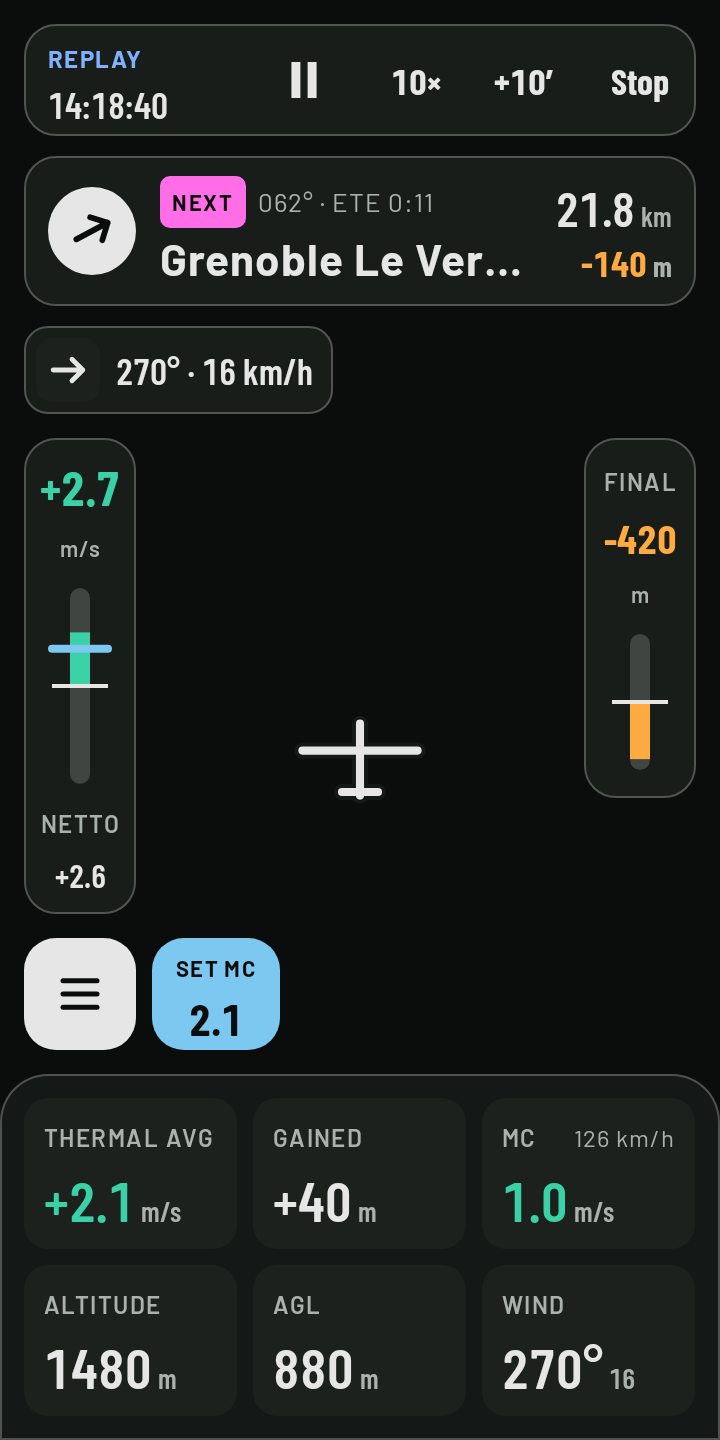 REPLAY
14:18:40
10×
+10′
Stop
NEXT
062° · ETE 0:11
Grenoble Le Ver...
21.8 km
-140 m
270° · 16 km/h
+2.7
m/s
NETTO
+2.6
FINAL
-420
m
SET MC
2.1
THERMAL AVG
+2.1 m/s
GAINED
+40 m
MC 126 km/h
1.0 m/s
ALTITUDE
1480 m
AGL
880 m
WIND
270° 16